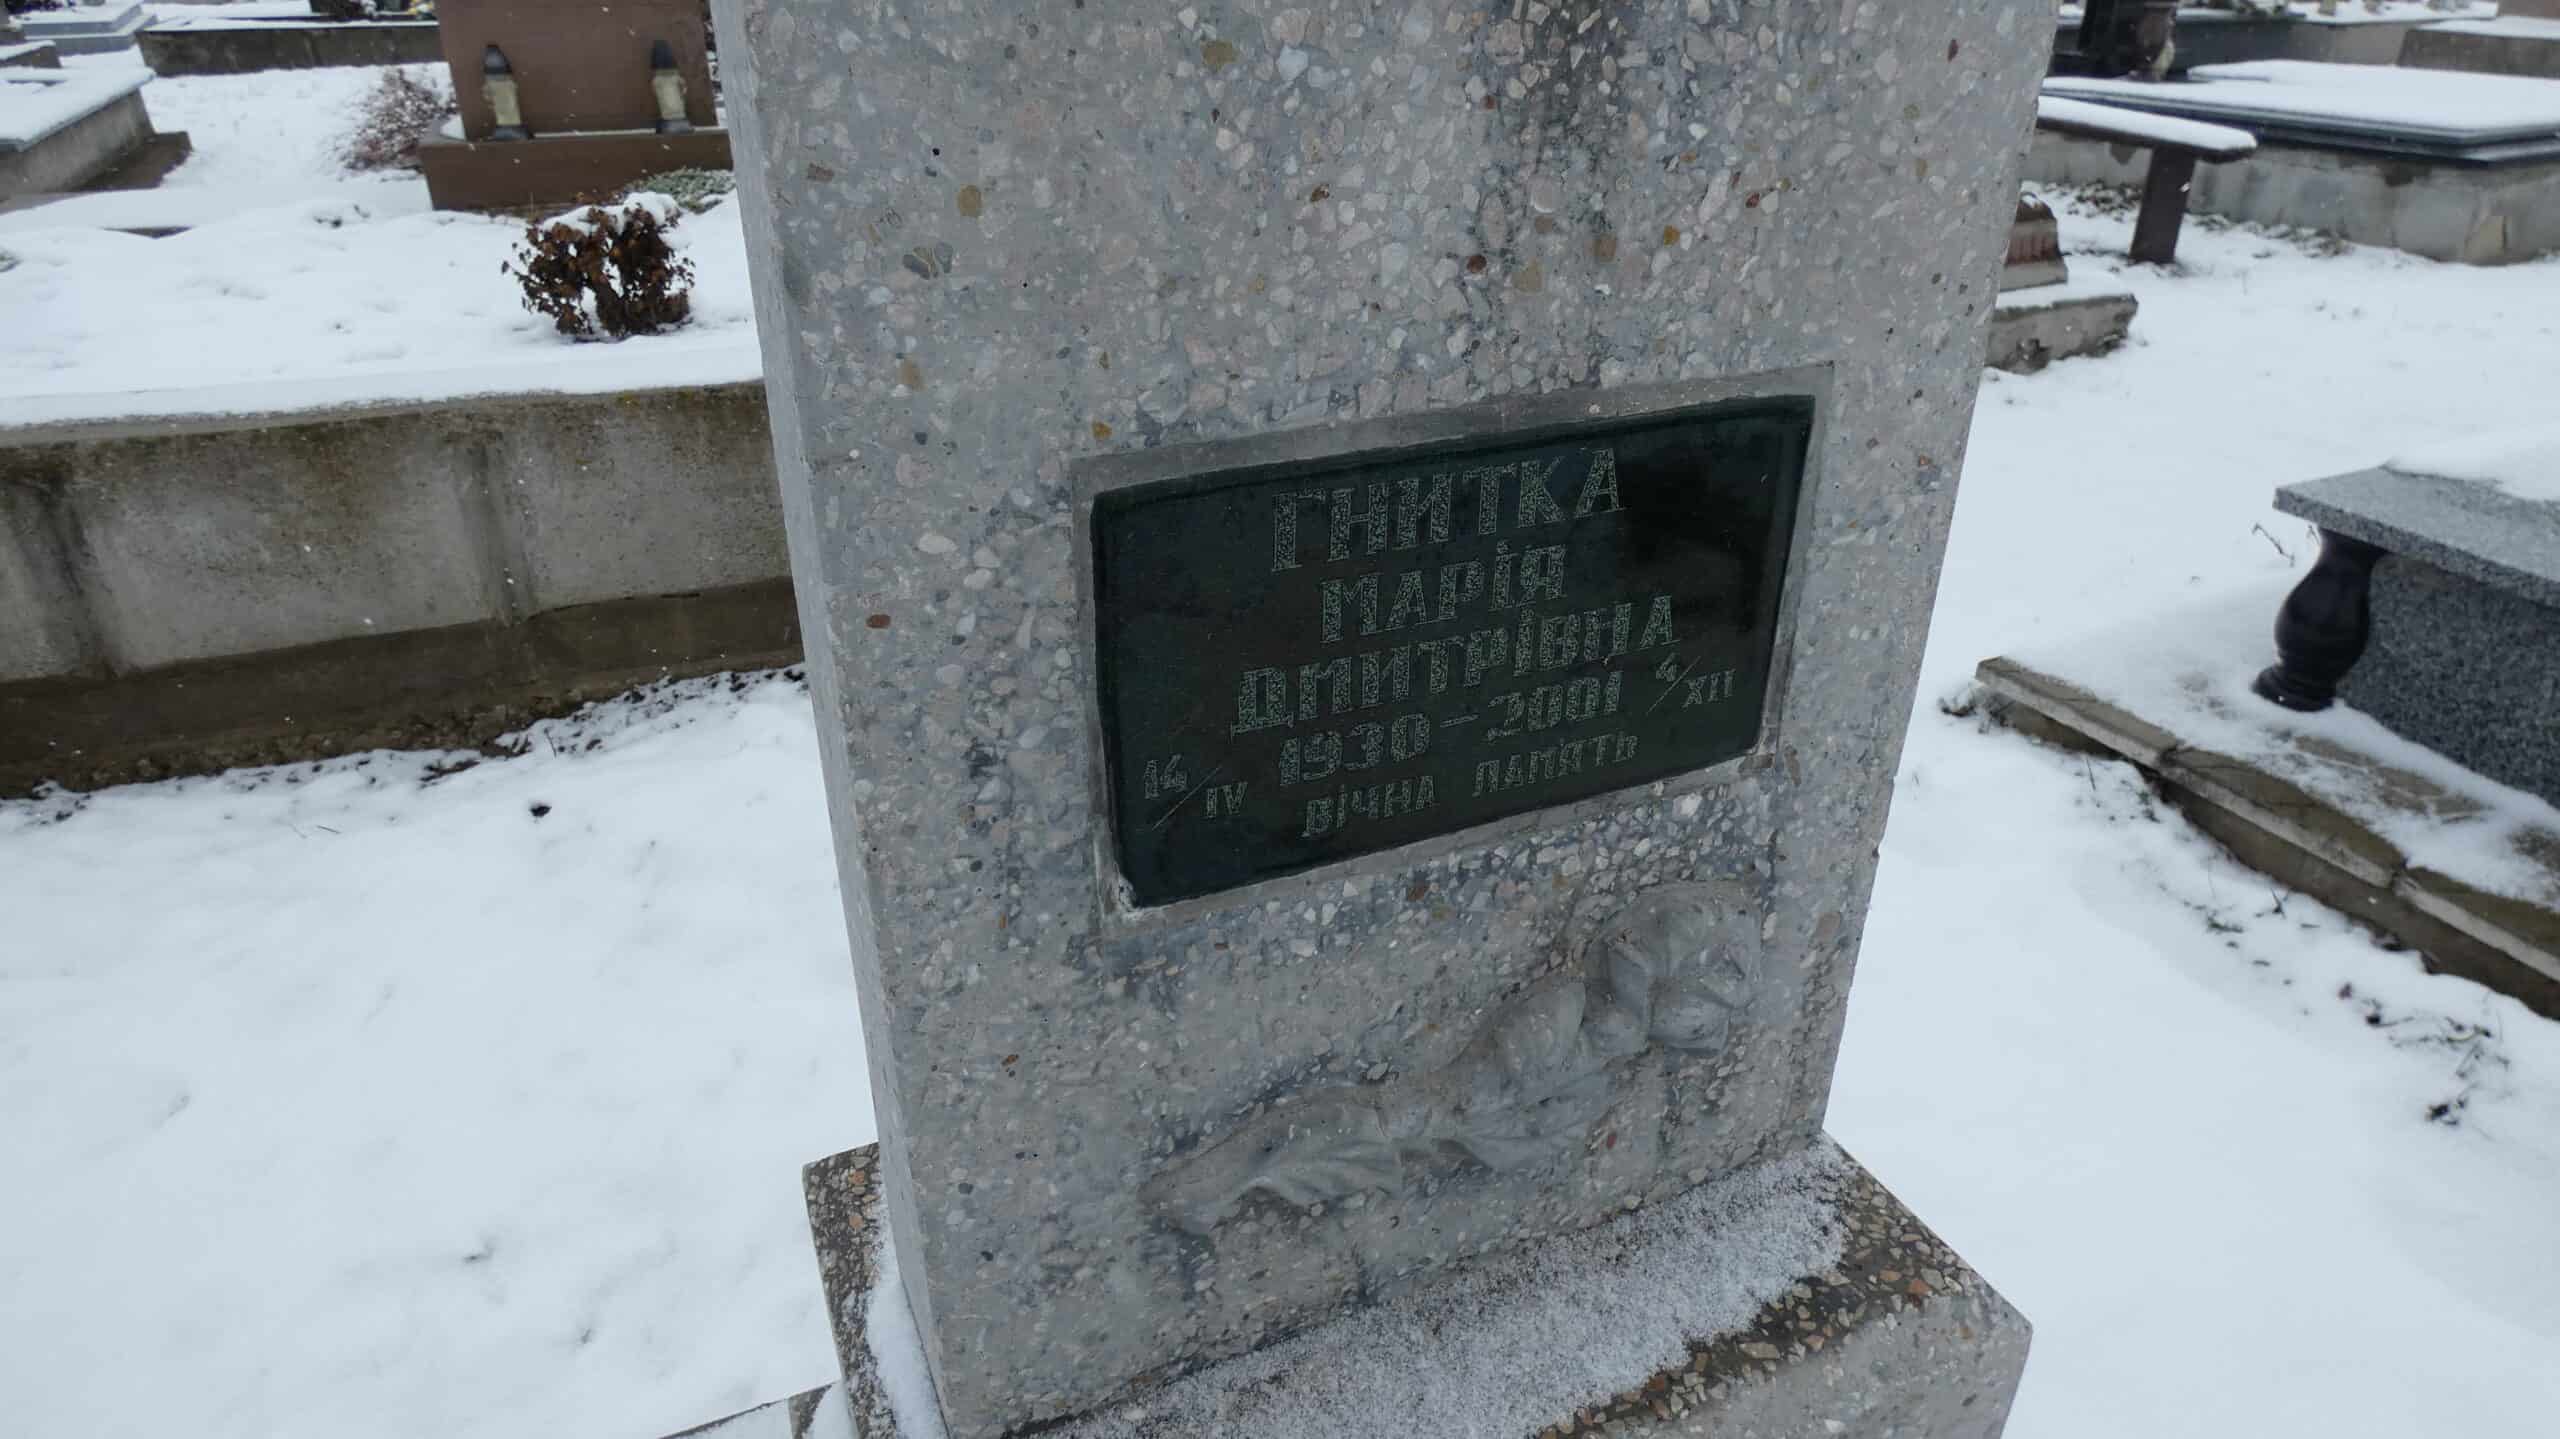 ГНИТКА
МАРІЯ
ДМИТРІВНА
14/IV 1930 – 2001 4/XII
ВІЧНА ПАМЯТЬ